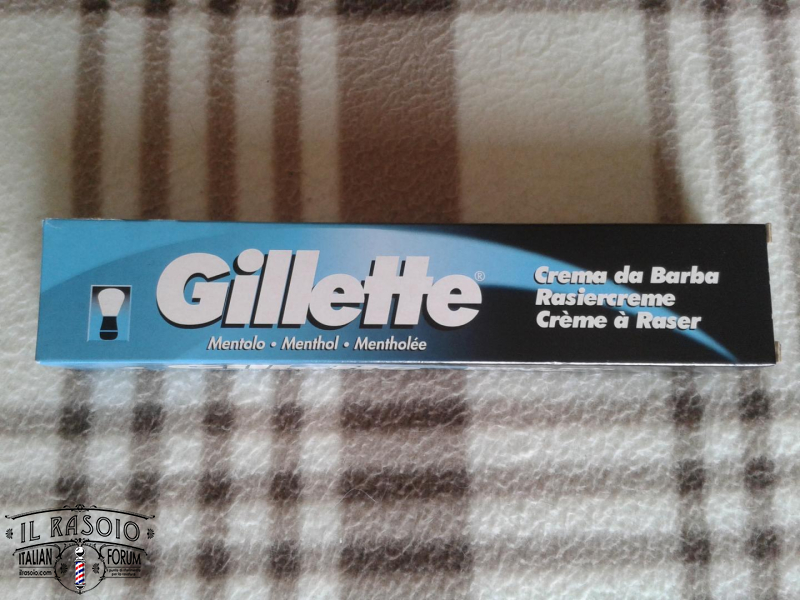 Gillette®
Mentolo • Menthol • Mentholée
Crema da Barba
Rasiercreme
Crème à Raser
IL RASOIO
ITALIAN FORUM
ilrasoio.com